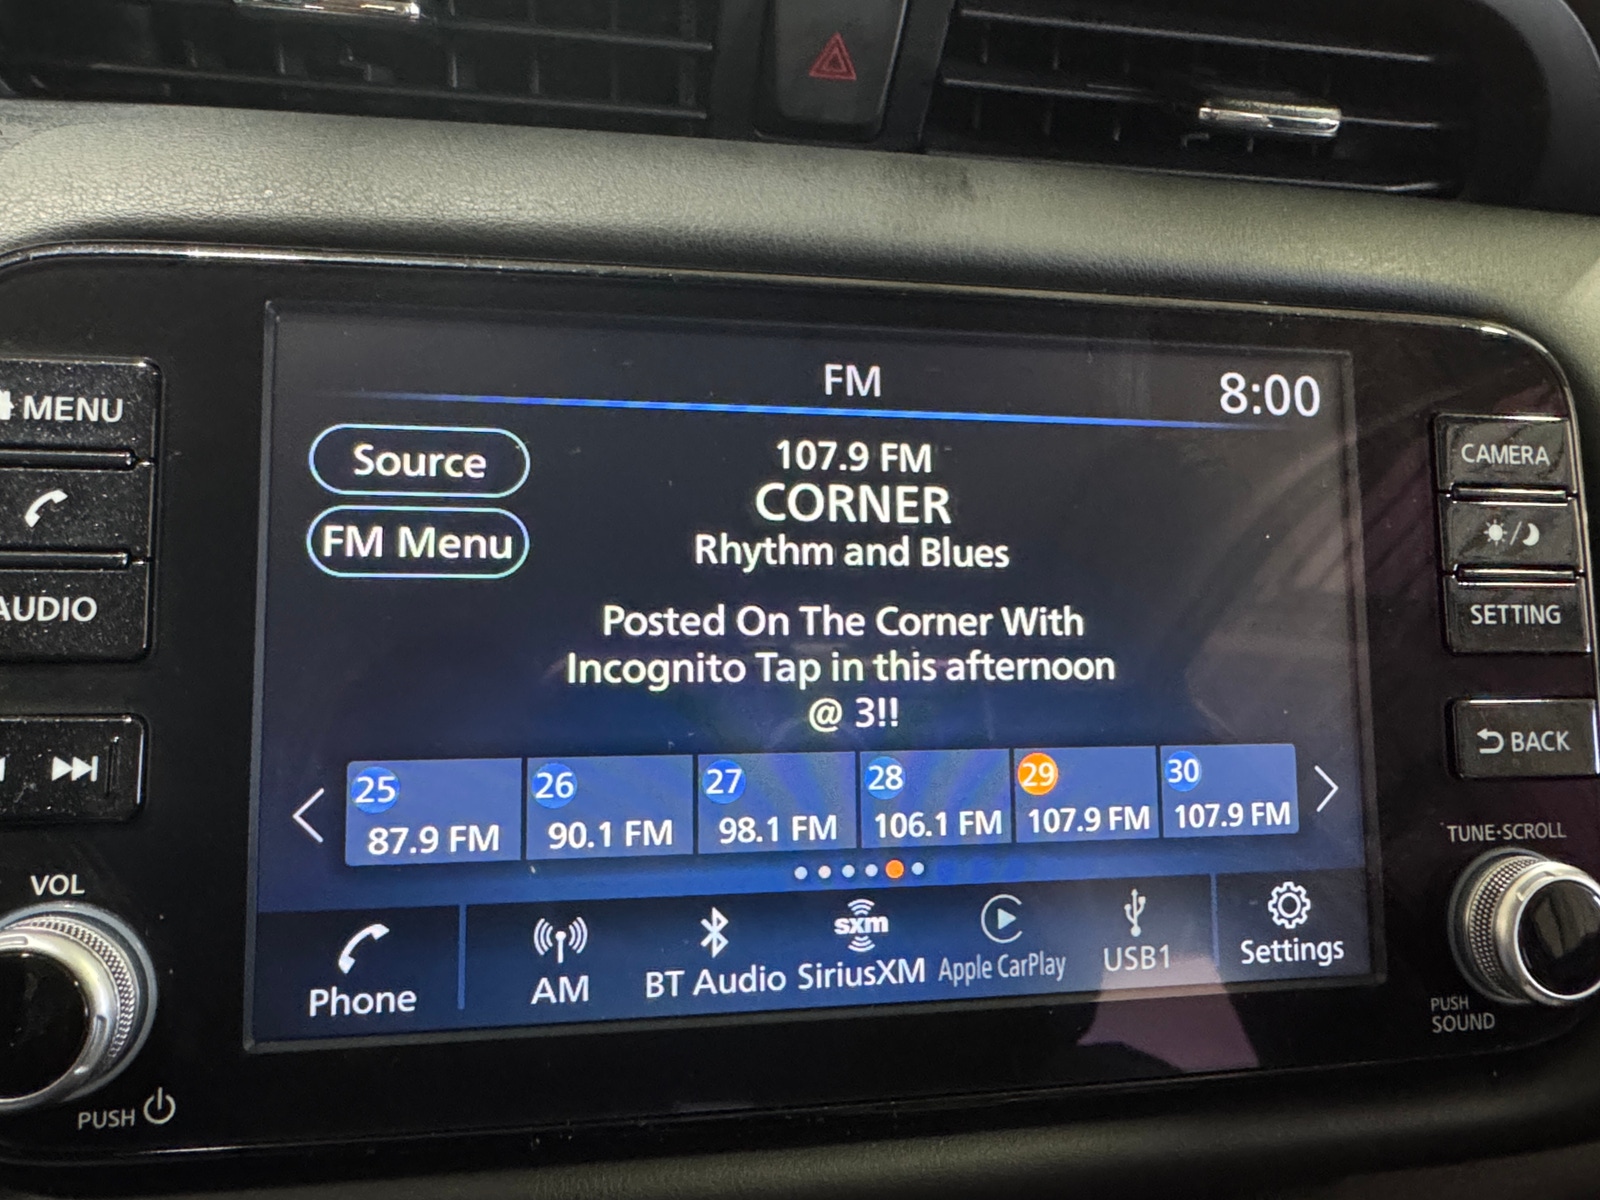 FM
8:00
MENU
Source
107.9 FM
CAMERA
CORNER
FM Menu
Rhythm and Blues
AUDIO
Posted On The Corner With
SETTING
Incognito Tap in this afternoon
@ 3!!
BACK
25
26
27
28
29
30
87.9 FM
90.1 FM
98.1 FM
106.1 FM
107.9 FM
107.9 FM
TUNE·SCROLL
VOL
Phone
AM
BT Audio
sxm
SiriusXM
Apple CarPlay
USB1
Settings
PUSH
SOUND
PUSH